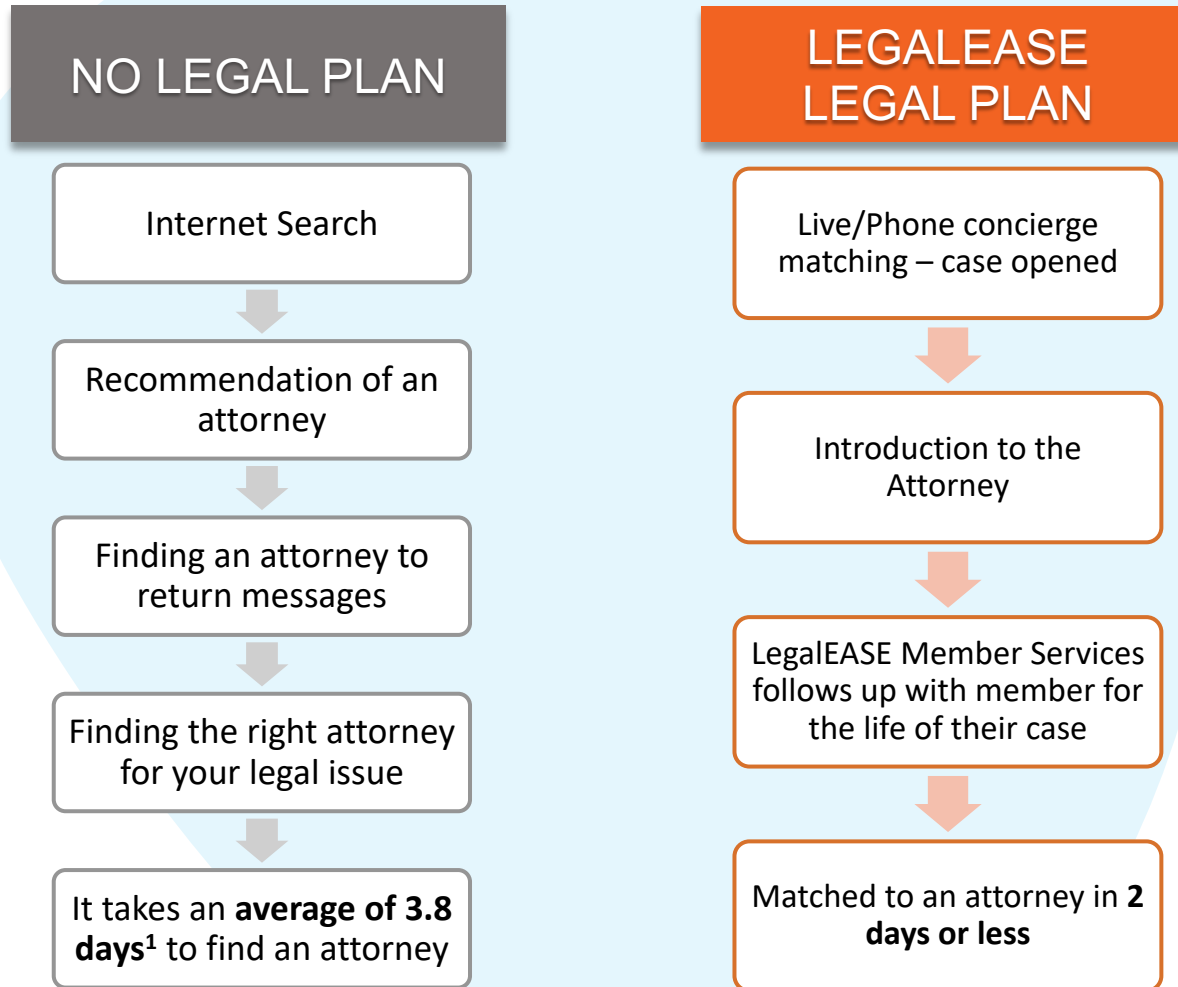 NO LEGAL PLAN
Internet Search
Recommendation of an
attorney
Finding an attorney to
return messages
Finding the right attorney
for your legal issue
It takes an average of 3.8
days¹ to find an attorney
LEGALEASE
LEGAL PLAN
Live/Phone concierge
matching – case opened
Introduction to the
Attorney
LegalEASE Member Services
follows up with member for
the life of their case
Matched to an attorney in 2
days or less